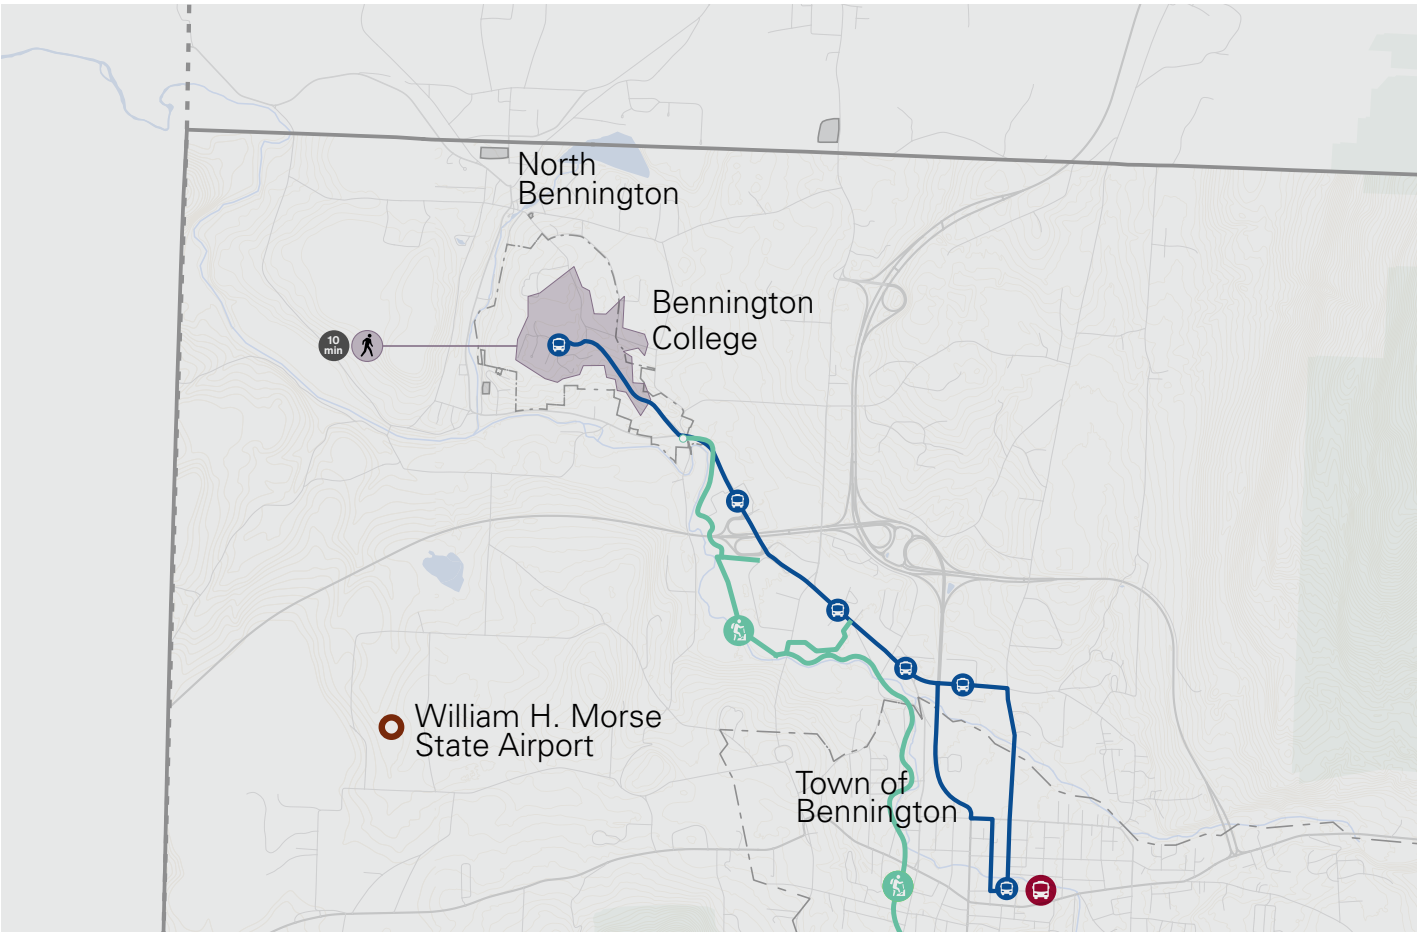 North
Bennington
Bennington
College
10
min
William H. Morse
State Airport
Town of
Bennington